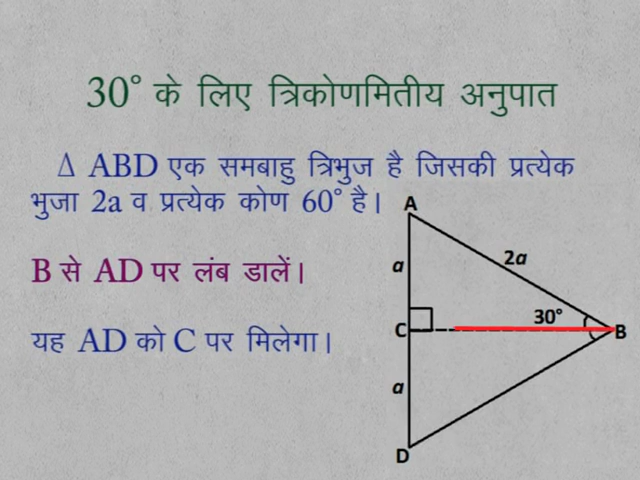 30° के लिए त्रिकोणमितीय अनुपात
Δ ABD एक समबाहु त्रिभुज है जिसकी प्रत्येक
भुजा 2a व प्रत्येक कोण 60° है।
B से AD पर लंब डालें।
यह AD को C पर मिलेगा।
A
2a
a
30°
C
B
a
D